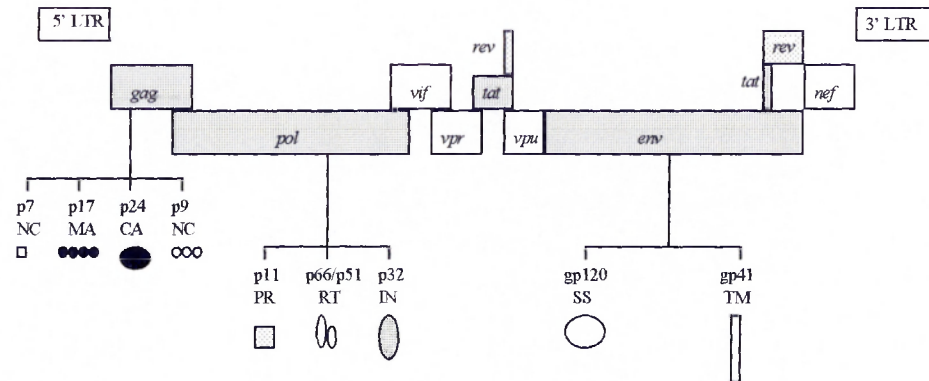 5' LTR
3' LTR
rev
rev
gag
vif
tat
tat
nef
pol
vpr
vpu
env
p7 p17 p24 p9
NC MA CA NC
p11 p66/p51 p32
PR RT IN
gp120 gp41
SS TM